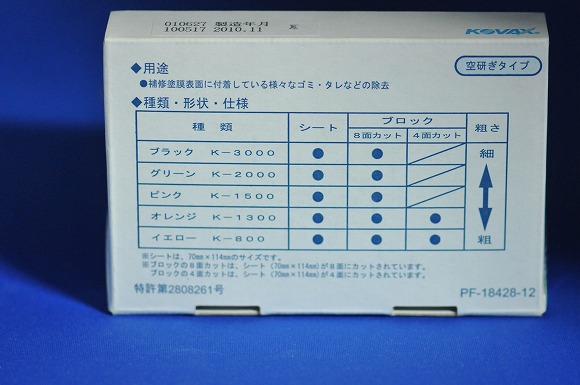 010627 製造年月 K
100517 2010.11
KOVAX
空研ぎタイプ
◆用途
●補修塗膜表面に付着している様々なゴミ・タレなどの除去
◆種類・形状・仕様
種類 シート ブロック 粗さ
8面カット 4面カット
ブラック K-3000 ● ● 細
グリーン K-2000 ● ●
ピンク K-1500 ● ●
オレンジ K-1300 ● ● ●
イエロー K-800 ● ● ● 粗
※シートは、70mm×114mmのサイズです。
※ブロックの8面カットは、シート(70mm×114mm)が8面にカットされています。
ブロックの4面カットは、シート(70mm×114mm)が4面にカットされています。
特許第2808261号
PF-18428-12